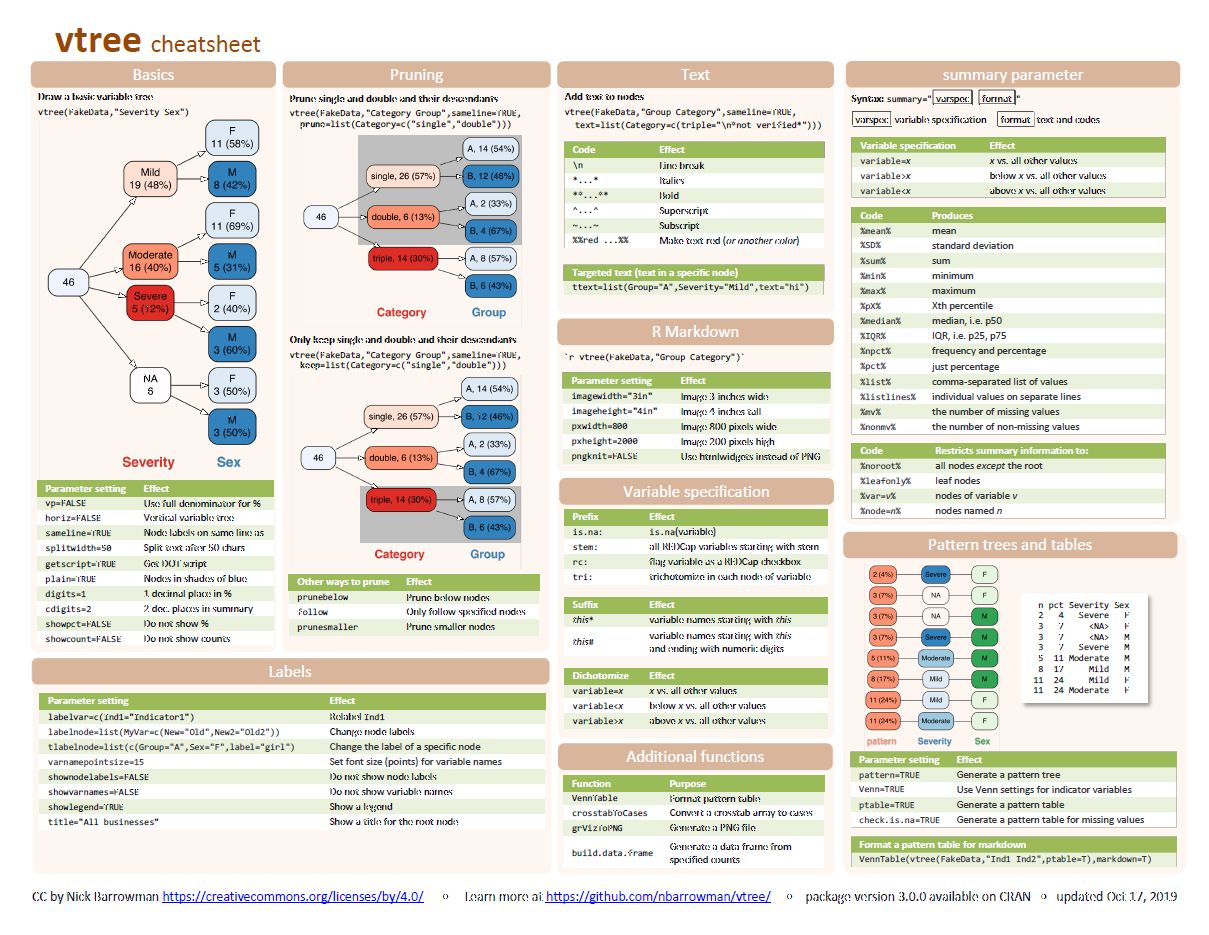 vtree cheatsheet
Basics
Draw a basic variable tree
vtree(FakeData,"Severity Sex")
F
11 (58%)
Mild
19 (48%)
M
8 (42%)
F
11 (69%)
Moderate
16 (40%)
M
5 (31%)
46
Severe
5 (12%)
F
2 (40%)
M
3 (60%)
NA
6
F
3 (50%)
M
3 (50%)
Severity Sex
Parameter setting Effect
vp=FALSE Use full denominator for %
horiz=FALSE Vertical variable tree
sameline=TRUE Node labels on same line as
splitwidth=50 Split text after 50 chars
getscript=TRUE Get DOT script
plain=TRUE Nodes in shades of blue
digits=1 1 decimal place in %
cdigits=2 2 dec. places in summary
showpct=FALSE Do not show %
showcount=FALSE Do not show counts
Pruning
Prune single and double and their descendants
vtree(FakeData,"Category Group",sameline=TRUE,
prune=list(Category=c("single","double")))
A, 14 (54%)
single, 26 (57%)
B, 12 (46%)
A, 2 (33%)
46
double, 6 (13%)
B, 4 (67%)
triple, 14 (30%)
A, 8 (57%)
B, 6 (43%)
Category Group
Only keep single and double and their descendants
vtree(FakeData,"Category Group",sameline=TRUE,
keep=list(Category=c("single","double")))
A, 14 (54%)
single, 26 (57%)
B, 12 (46%)
A, 2 (33%)
46
double, 6 (13%)
B, 4 (67%)
triple, 14 (30%)
A, 8 (57%)
B, 6 (43%)
Category Group
Other ways to prune Effect
prunebelow Prune below nodes
follow Only follow specified nodes
prunesmaller Prune smaller nodes
Labels
Parameter setting Effect
labelvar=c(Ind1="Indicator1") Relabel Ind1
labelnode=list(MyVar=c(New="Old",New2="Old2")) Change node labels
tlabelnode=list(c(Group="A",Sex="F",label="girl") Change the label of a specific node
varnamepointsize=15 Set font size (points) for variable names
shownodelabels=FALSE Do not show node labels
showvarnames=FALSE Do not show variable names
showlegend=TRUE Show a legend
title="All businesses" Show a title for the root node
Text
Add text to nodes
vtree(FakeData,"Group Category",sameline=TRUE,
text=list(Category=c(triple="\n*not verified*")))
Code Effect
\n Line break
*...* Italics
**...** Bold
^...^ Superscript
~...~ Subscript
%%red ...%% Make text red (or another color)
Targeted text (text in a specific node)
ttext=list(Group="A",Severity="Mild",text="hi")
R Markdown
`r vtree(FakeData,"Group Category")`
Parameter setting Effect
imagewidth="3in" Image 3 inches wide
imageheight="4in" Image 4 inches tall
pxwidth=800 Image 800 pixels wide
pxheight=2000 Image 200 pixels high
pngknit=FALSE Use htmlwidgets instead of PNG
Variable specification
Prefix Effect
is.na: is.na(variable)
stem: all REDCap variables starting with stem
rc: flag variable as a REDCap checkbox
tri: trichotomize in each node of variable
Suffix Effect
this* variable names starting with this
this# variable names starting with this
and ending with numeric digits
Dichotomize Effect
variable=x x vs. all other values
variable<x below x vs. all other values
variable>x above x vs. all other values
Additional functions
Function Purpose
VennTable Format pattern table
crosstabToCases Convert a crosstab array to cases
grVizToPNG Generate a PNG file
build.data.frame Generate a data frame from
specified counts
summary parameter
Syntax: summary="varspec format"
varspec variable specification format text and codes
Variable specification Effect
variable=x x vs. all other values
variable>x below x vs. all other values
variable<x above x vs. all other values
Code Produces
%mean% mean
%SD% standard deviation
%sum% sum
%min% minimum
%max% maximum
%pX% Xth percentile
%median% median, i.e. p50
%IQR% IQR, i.e. p25, p75
%npct% frequency and percentage
%pct% just percentage
%list% comma-separated list of values
%listlines% individual values on separate lines
%mv% the number of missing values
%nonmv% the number of non-missing values
Code Restricts summary information to:
%noroot% all nodes except the root
%leafonly% leaf nodes
%var=v% nodes of variable v
%node=n% nodes named n
Pattern trees and tables
2 (4%) Severe F
3 (7%) NA F
3 (7%) NA M
3 (7%) Severe M
5 (11%) Moderate M
8 (17%) Mild M
11 (24%) Mild F
11 (24%) Moderate F
pattern Severity Sex
n pct Severity Sex
2 4 Severe F
3 7 <NA> F
3 7 <NA> M
3 7 Severe M
5 11 Moderate M
8 17 Mild M
11 24 Mild F
11 24 Moderate F
Parameter setting Effect
pattern=TRUE Generate a pattern tree
Venn=TRUE Use Venn settings for indicator variables
ptable=TRUE Generate a pattern table
check.is.na=TRUE Generate a pattern table for missing values
Format a pattern table for markdown
VennTable(vtree(FakeData,"Ind1 Ind2",ptable=T),markdown=T)
CC by Nick Barrowman https://creativecommons.org/licenses/by/4.0/ ∘ Learn more at https://github.com/nbarrowman/vtree/ ∘ package version 3.0.0 available on CRAN ∘ updated Oct 17, 2019